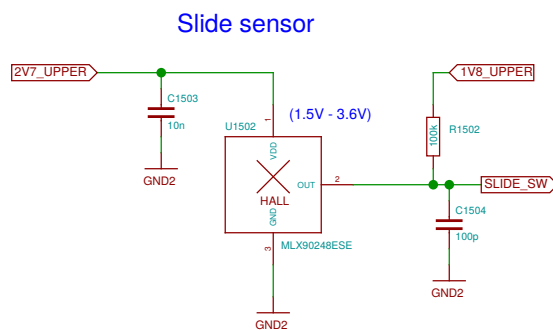 Slide sensor
2V7_UPPER
1V8_UPPER
C1503
10n
GND2
U1502
(1.5V - 3.6V)
1
VDD
OUT
2
HALL
GND
3
MLX90248ESE
GND2
100k
R1502
SLIDE_SW
C1504
100p
GND2